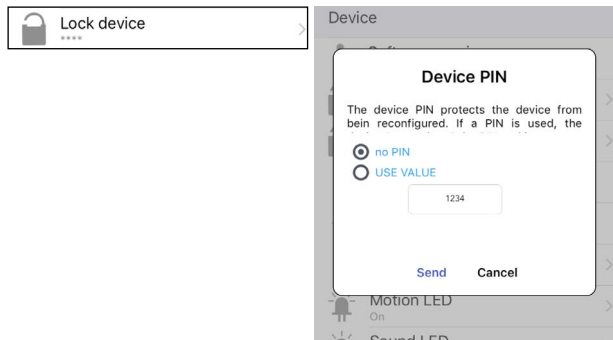 Lock device
****
Device
Device PIN
The device PIN protects the device from
bein reconfigured. If a PIN is used, the
no PIN
USE VALUE
1234
Send Cancel
Motion LED
On
Sound LED